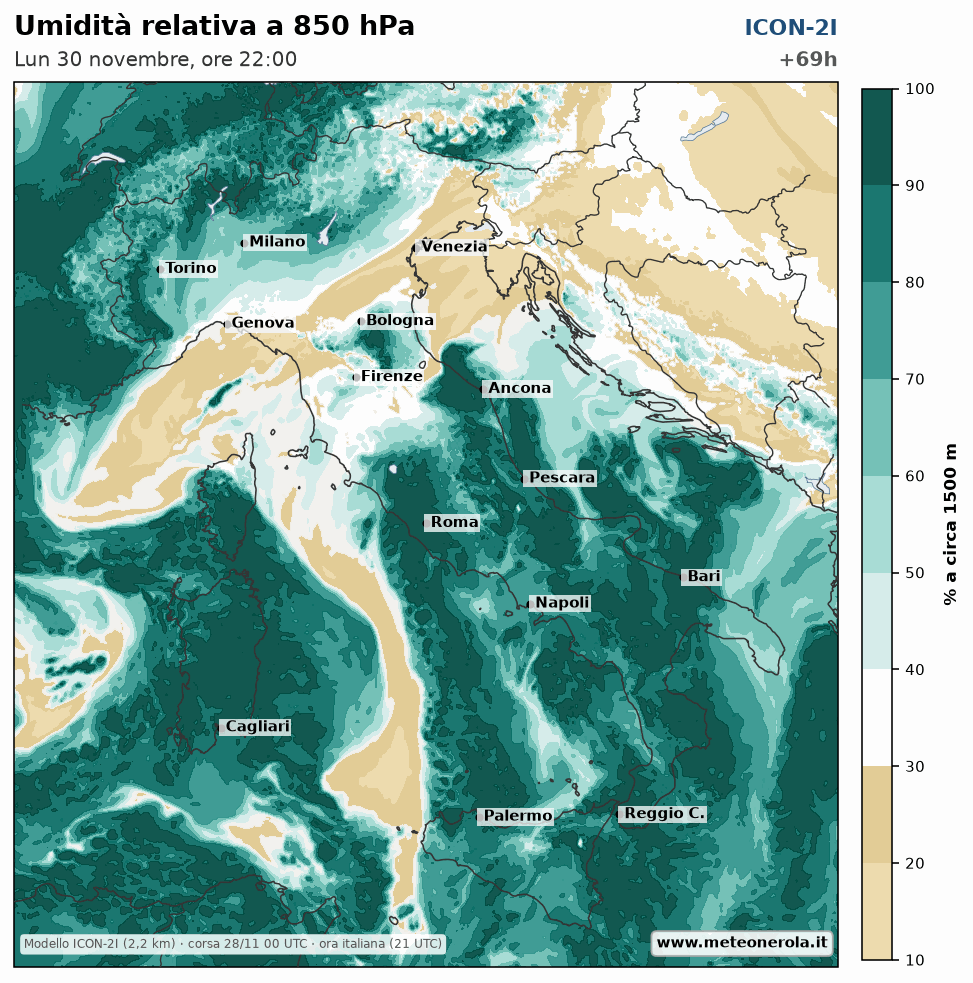 Umidità relativa a 850 hPa
ICON-2I
Lun 30 novembre, ore 22:00
+69h
100
90
80
70
60
50
40
30
20
10
% a circa 1500 m
Milano
Venezia
Torino
Genova
Bologna
Firenze
Ancona
Pescara
Roma
Bari
Napoli
Cagliari
Palermo
Reggio C.
Modello ICON-2I (2,2 km) · corsa 28/11 00 UTC · ora italiana (21 UTC)
www.meteonerola.it